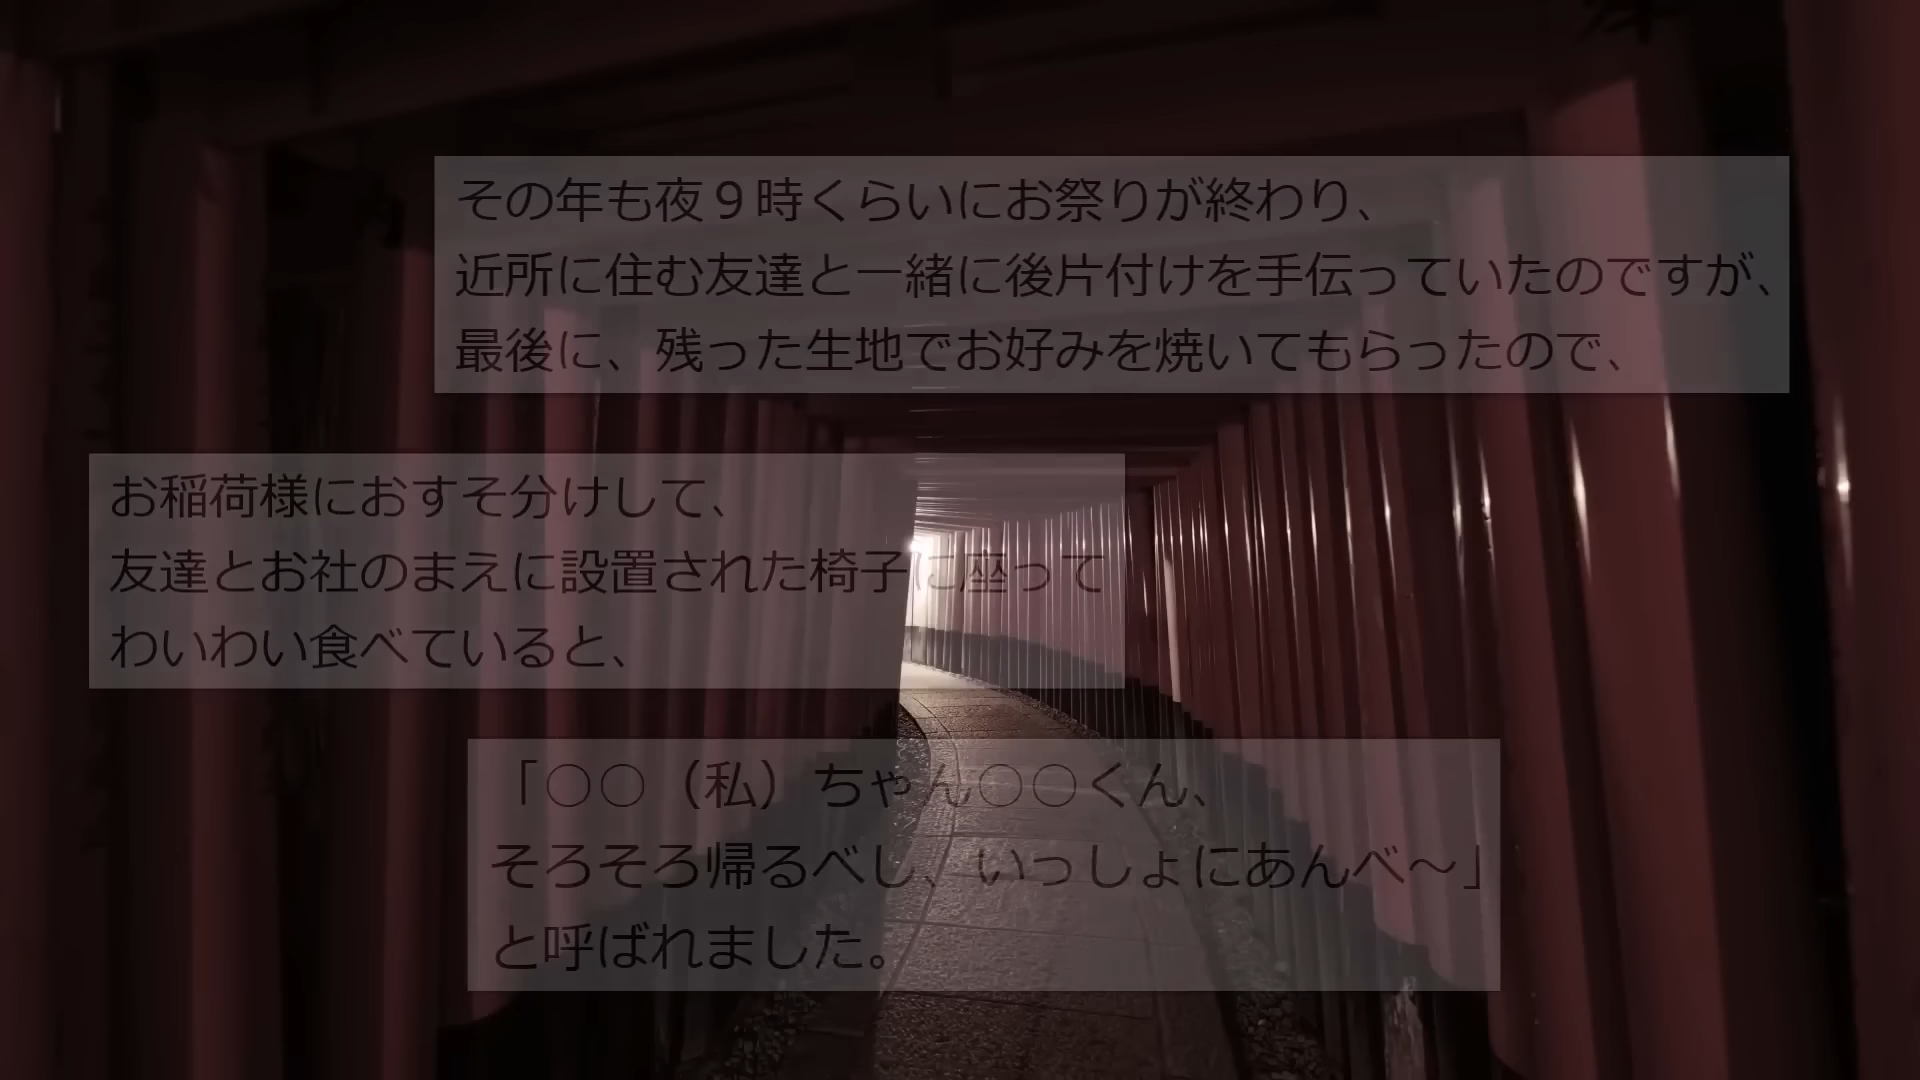 その年も夜９時くらいにお祭りが終わり、
近所に住む友達と一緒に後片付けを手伝っていたのですが、
最後に、残った生地でお好みを焼いてもらったので、
お稲荷様におすそ分けして、
友達とお社のまえに設置された椅子に座って
わいわい食べていると、
「○○（私）ちゃん○○くん、
そろそろ帰るべし、いっしょにあんべ～」
と呼ばれました。